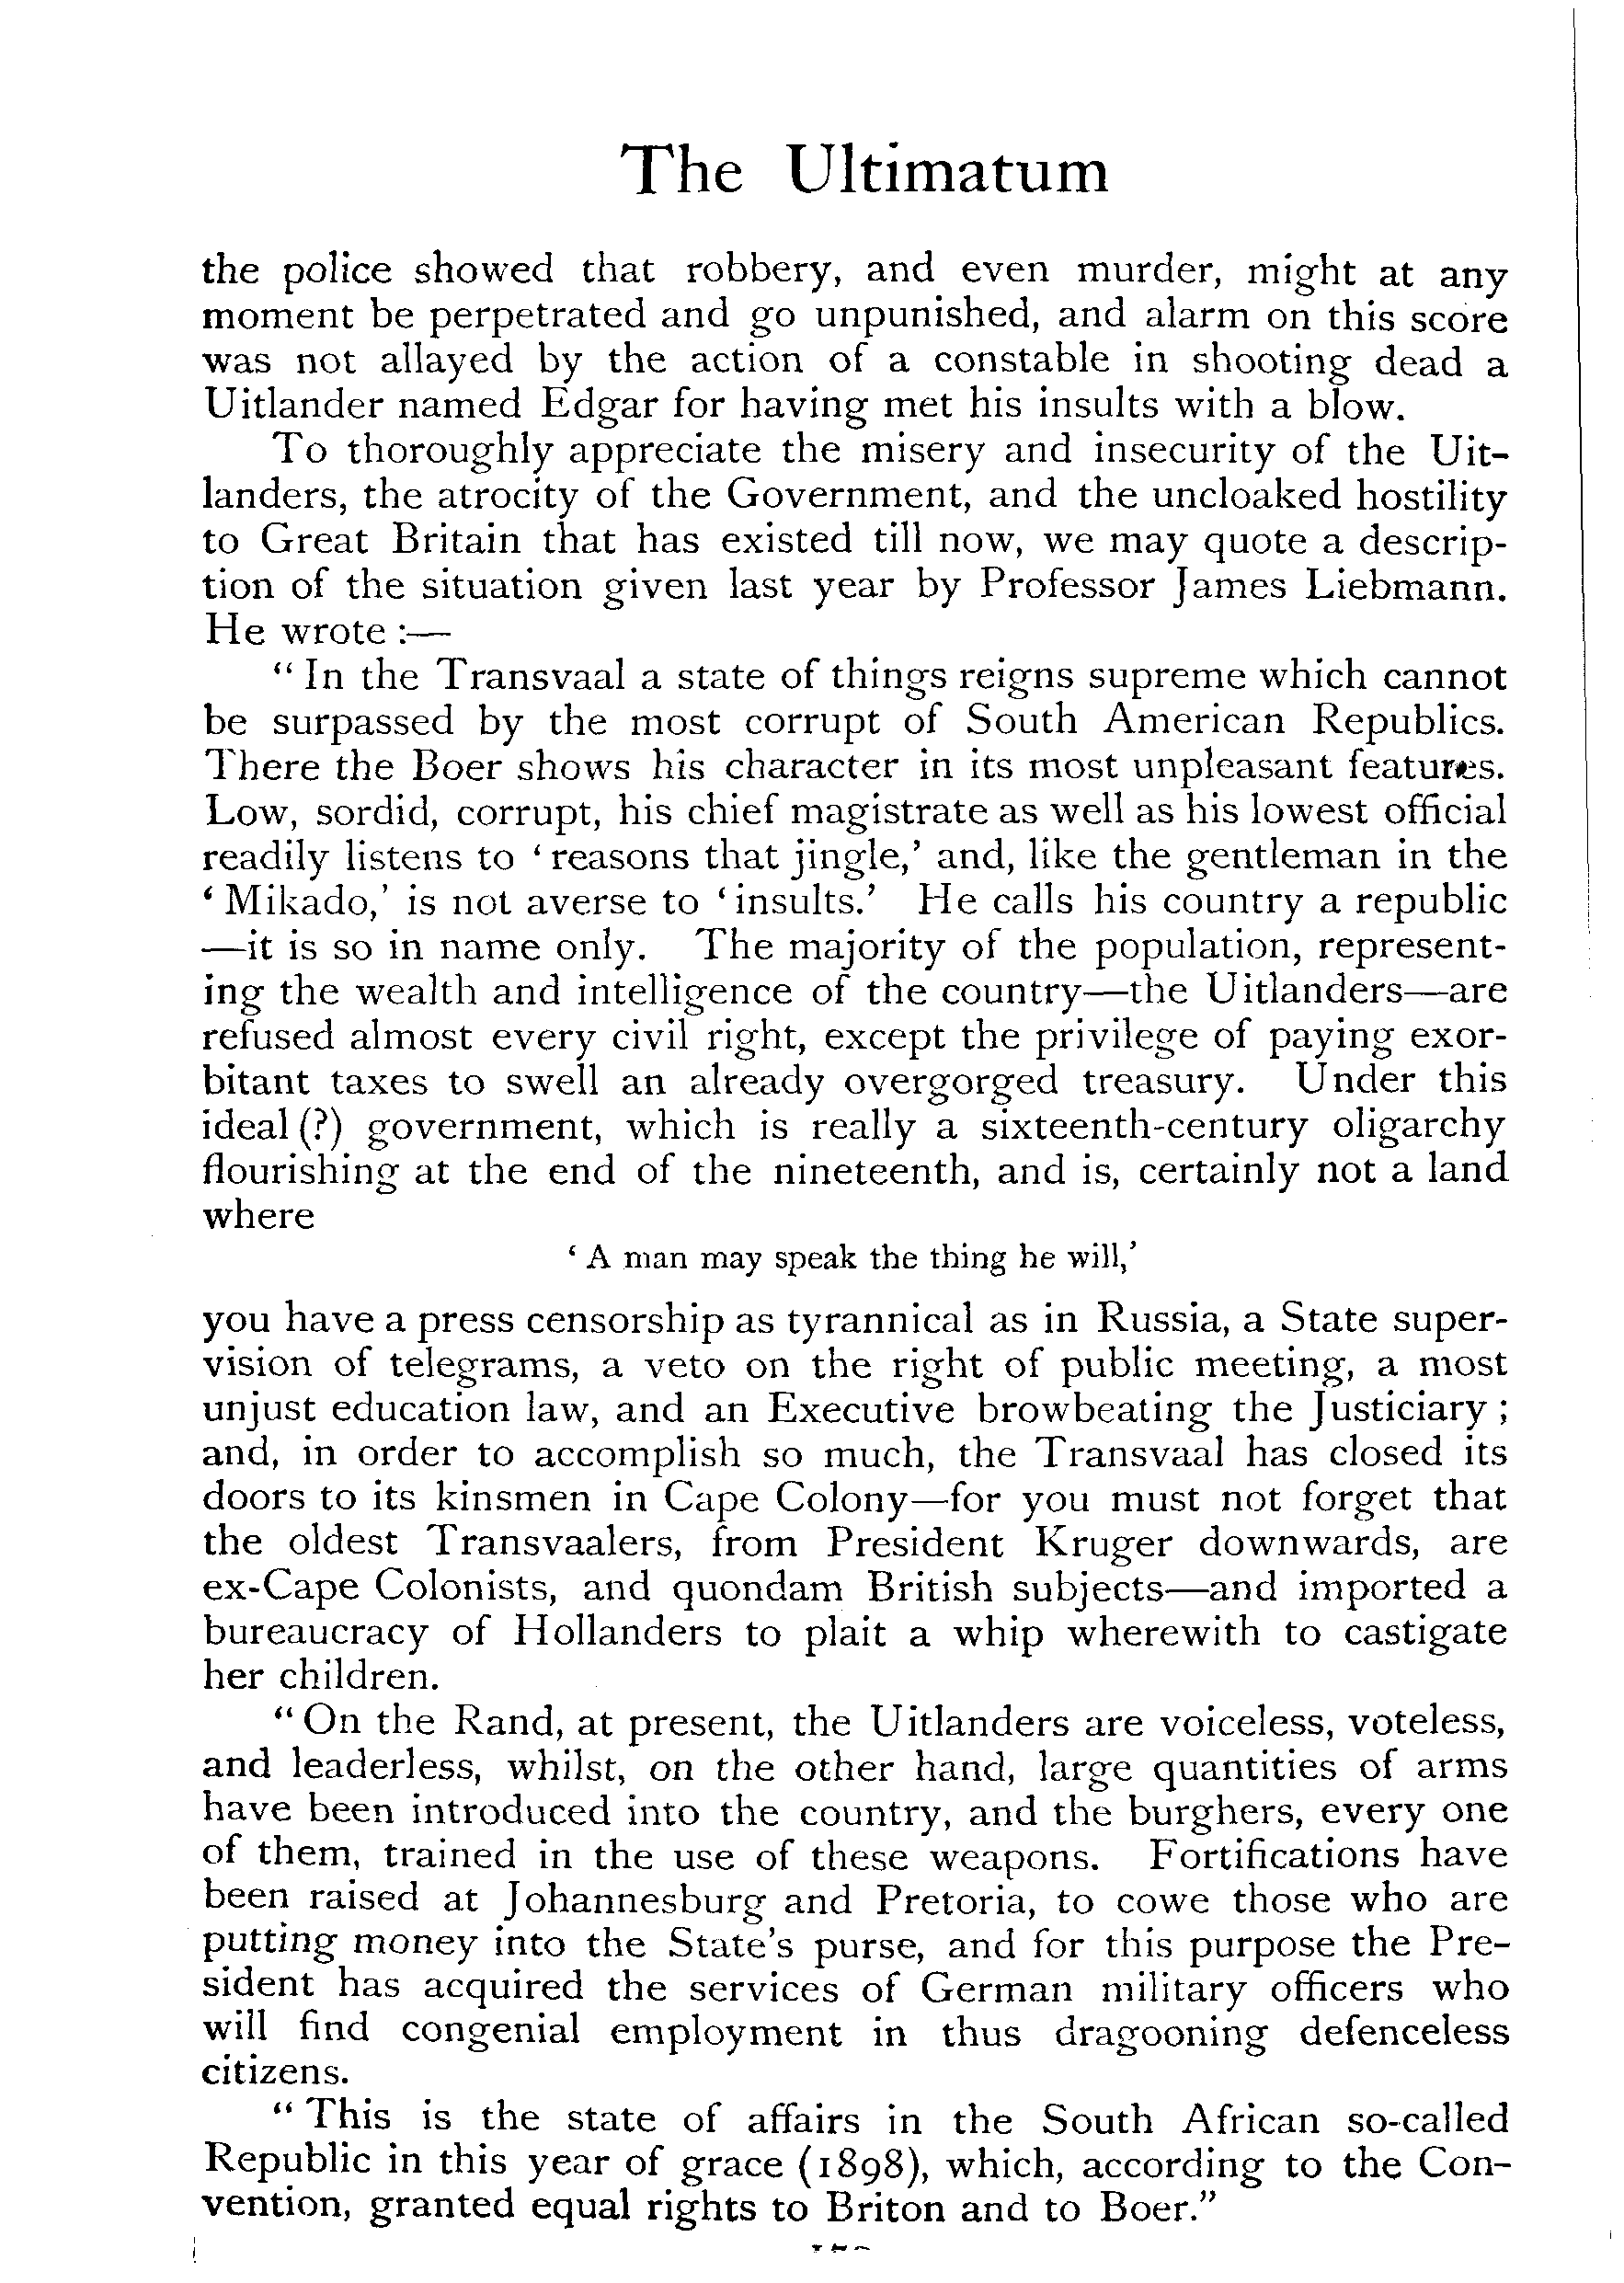 The Ultimatum
the police showed that robbery, and even murder, might at any
moment be perpetrated and go unpunished, and alarm on this score
was not allayed by the action of a constable in shooting dead a
Uitlander named Edgar for having met his insults with a blow.
To thoroughly appreciate the misery and insecurity of the Uit-
landers, the atrocity of the Government, and the uncloaked hostility
to Great Britain that has existed till now, we may quote a descrip-
tion of the situation given last year by Professor James Liebmann.
He wrote :—
“ In the Transvaal a state of things reigns supreme which cannot
be surpassed by the most corrupt of South American Republics.
There the Boer shows his character in its most unpleasant features.
Low, sordid, corrupt, his chief magistrate as well as his lowest official
readily listens to ‘ reasons that jingle,’ and, like the gentleman in the
‘ Mikado,’ is not averse to ‘ insults.’ He calls his country a republic
—it is so in name only. The majority of the population, represent-
ing the wealth and intelligence of the country—the Uitlanders—are
refused almost every civil right, except the privilege of paying exor-
bitant taxes to swell an already overgorged treasury. Under this
ideal (?) government, which is really a sixteenth-century oligarchy
flourishing at the end of the nineteenth, and is, certainly not a land
where
‘ A man may speak the thing he will,’
you have a press censorship as tyrannical as in Russia, a State super-
vision of telegrams, a veto on the right of public meeting, a most
unjust education law, and an Executive browbeating the Justiciary ;
and, in order to accomplish so much, the Transvaal has closed its
doors to its kinsmen in Cape Colony—for you must not forget that
the oldest Transvaalers, from President Kruger downwards, are
ex-Cape Colonists, and quondam British subjects—and imported a
bureaucracy of Hollanders to plait a whip wherewith to castigate
her children.
“ On the Rand, at present, the Uitlanders are voiceless, voteless,
and leaderless, whilst, on the other hand, large quantities of arms
have been introduced into the country, and the burghers, every one
of them, trained in the use of these weapons. Fortifications have
been raised at Johannesburg and Pretoria, to cowe those who are
putting money into the State’s purse, and for this purpose the Pre-
sident has acquired the services of German military officers who
will find congenial employment in thus dragooning defenceless
citizens.
“ This is the state of affairs in the South African so-called
Republic in this year of grace (1898), which, according to the Con-
vention, granted equal rights to Briton and to Boer.”